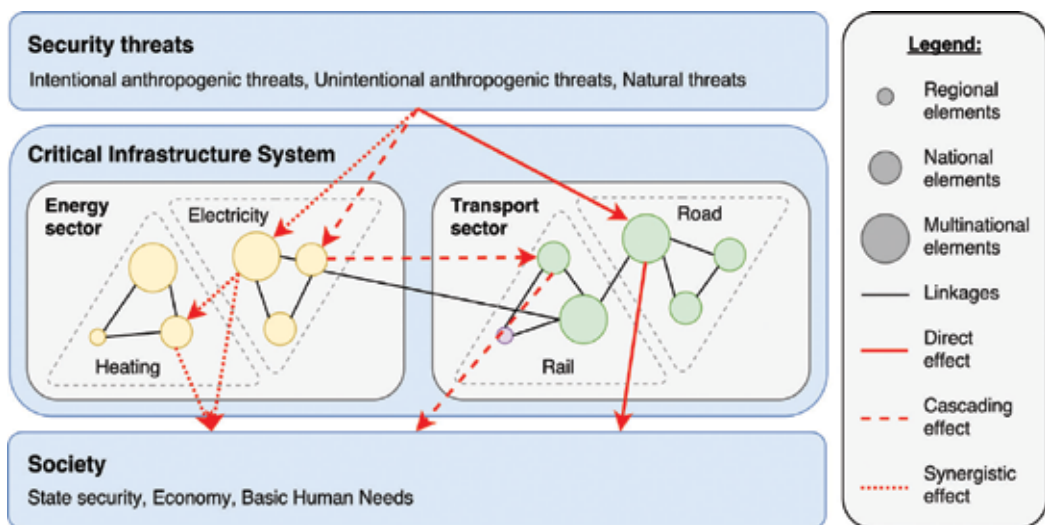 Security threats
Intentional anthropogenic threats, Unintentional anthropogenic threats, Natural threats
Critical Infrastructure System
Energy
sector
Electricity
Heating
Transport
sector
Road
Rail
Society
State security, Economy, Basic Human Needs
Legend:
Regional
elements
National
elements
Multinational
elements
Linkages
Direct
effect
Cascading
effect
Synergistic
effect